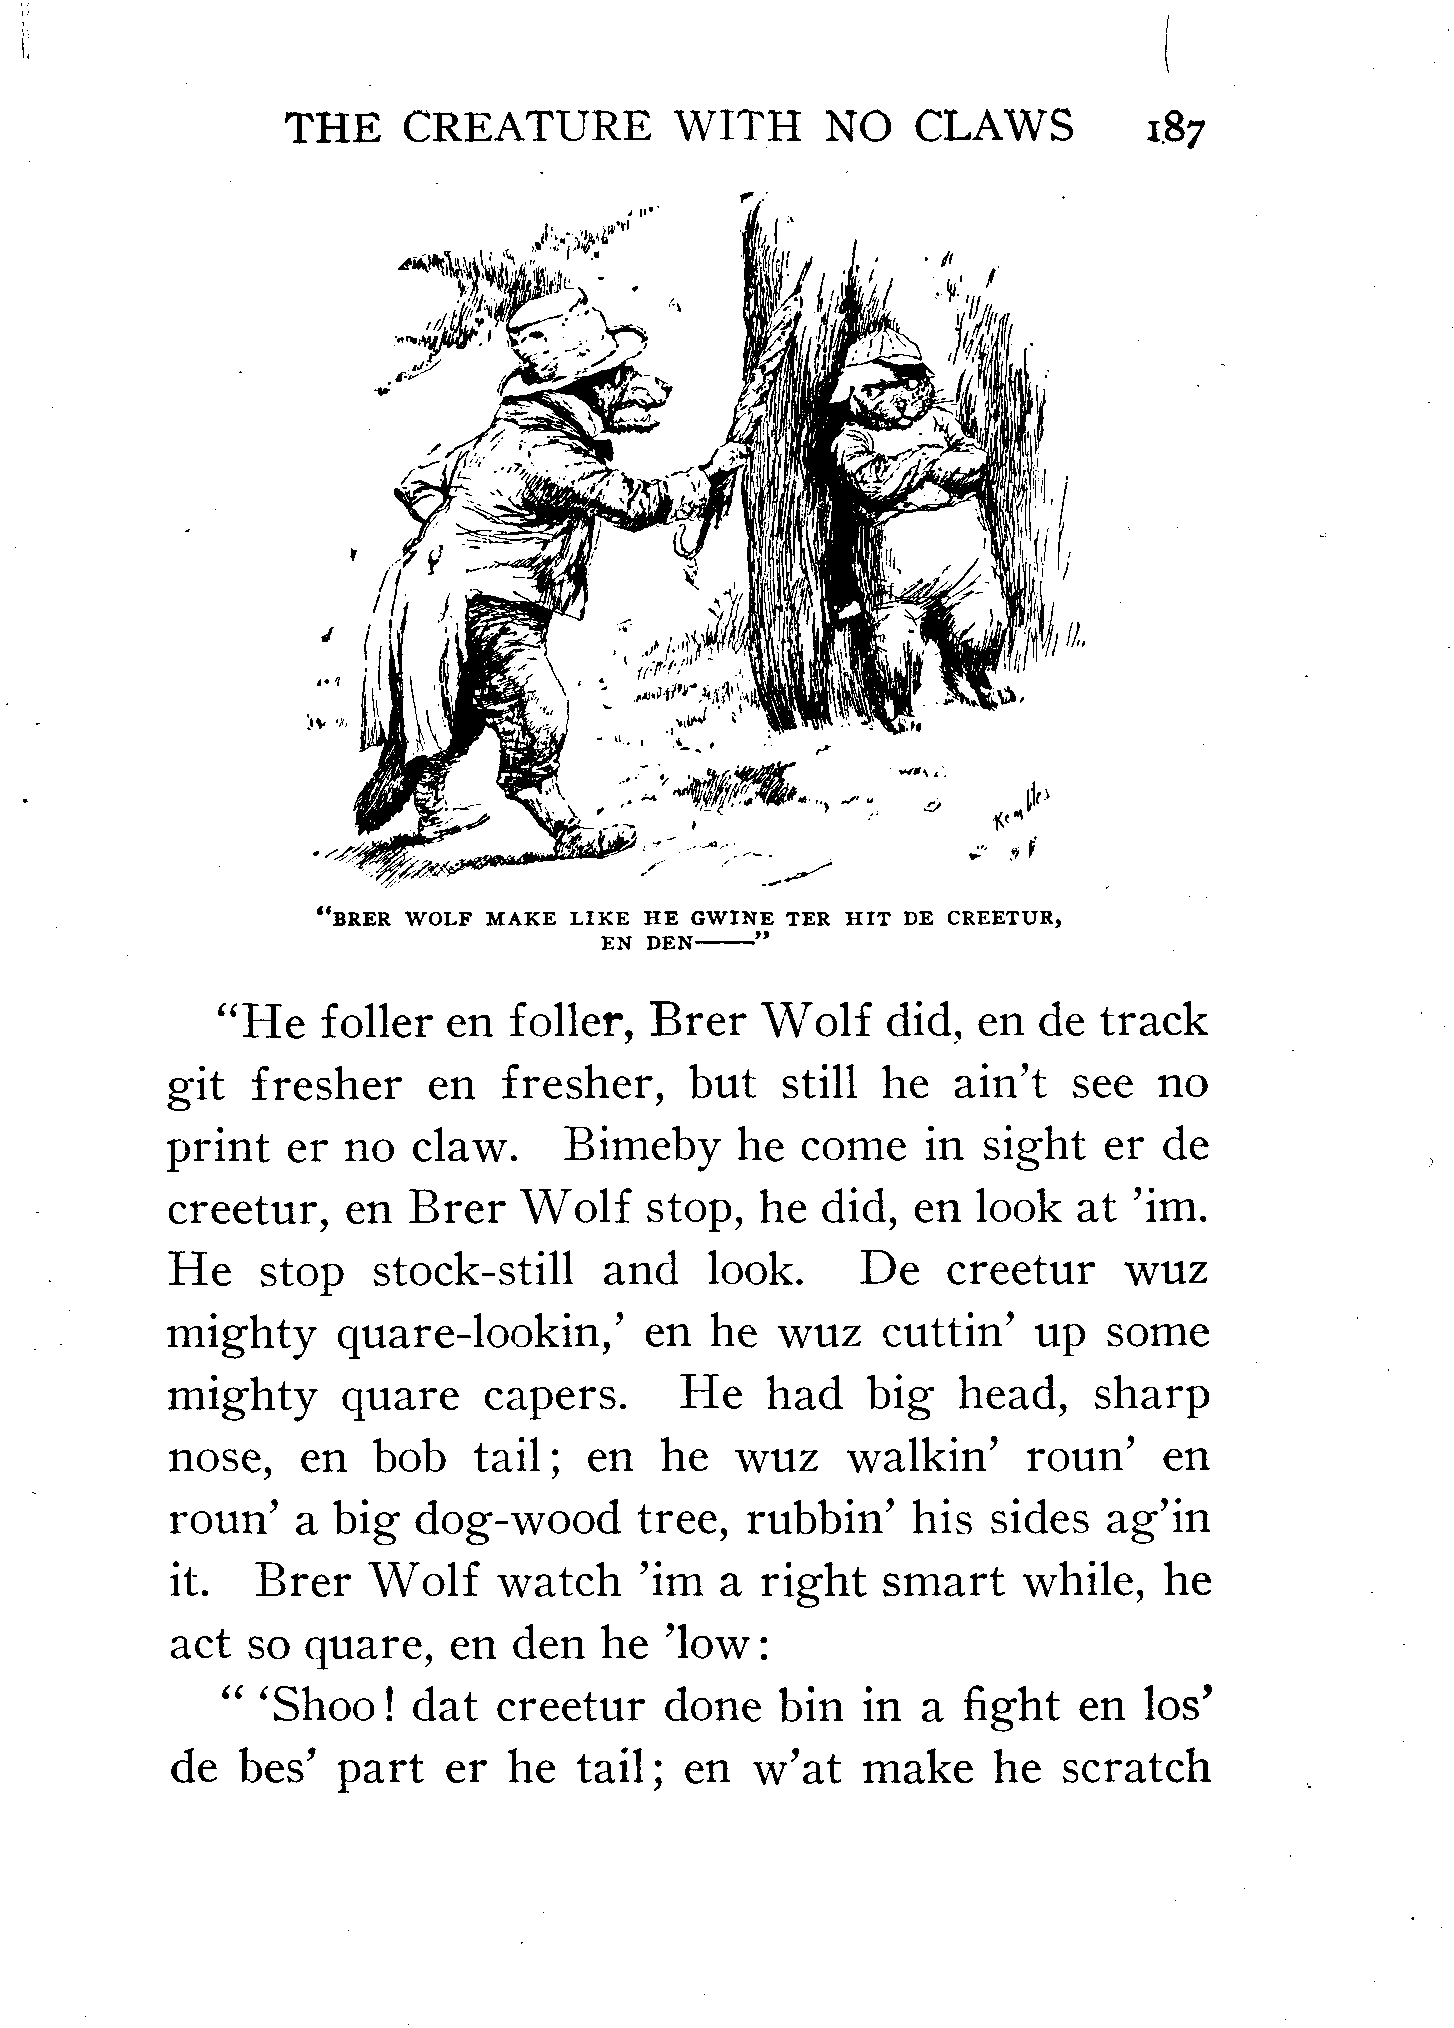 THE CREATURE WITH NO CLAWS 187
Kemble
“BRER WOLF MAKE LIKE HE GWINE TER HIT DE CREETUR,
EN DEN——”
“He foller en foller, Brer Wolf did, en de track
git fresher en fresher, but still he ain’t see no
print er no claw. Bimeby he come in sight er de
creetur, en Brer Wolf stop, he did, en look at ’im.
He stop stock-still and look. De creetur wuz
mighty quare-lookin,’ en he wuz cuttin’ up some
mighty quare capers. He had big head, sharp
nose, en bob tail; en he wuz walkin’ roun’ en
roun’ a big dog-wood tree, rubbin’ his sides ag’in
it. Brer Wolf watch ’im a right smart while, he
act so quare, en den he ’low:
“ ‘Shoo! dat creetur done bin in a fight en los’
de bes’ part er he tail; en w’at make he scratch